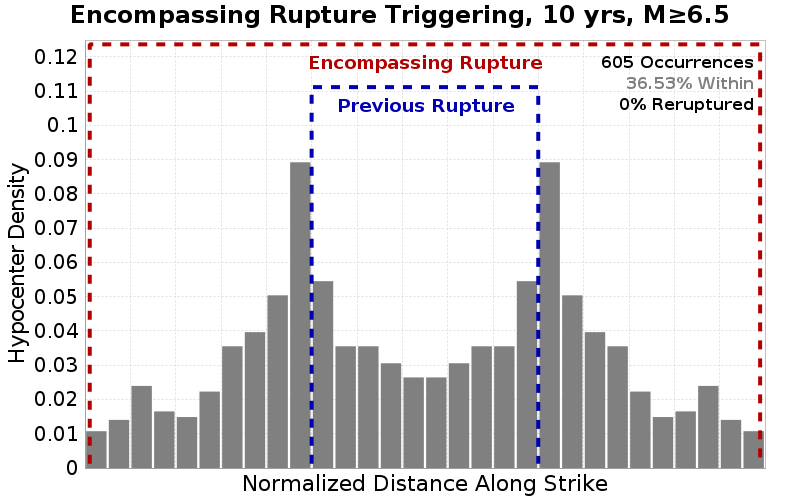 Encompassing Rupture Triggering, 10 yrs, M≥6.5
Encompassing Rupture
Previous Rupture
605 Occurrences
36.53% Within
0% Reruptured
Hypocenter Density
0.12
0.11
0.1
0.09
0.08
0.07
0.06
0.05
0.04
0.03
0.02
0.01
0
Normalized Distance Along Strike